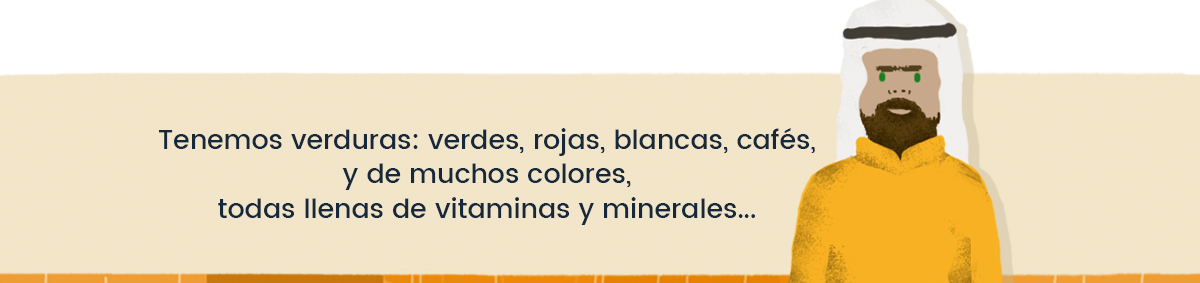 Tenemos verduras: verdes, rojas, blancas, cafés,
y de muchos colores,
todas llenas de vitaminas y minerales...